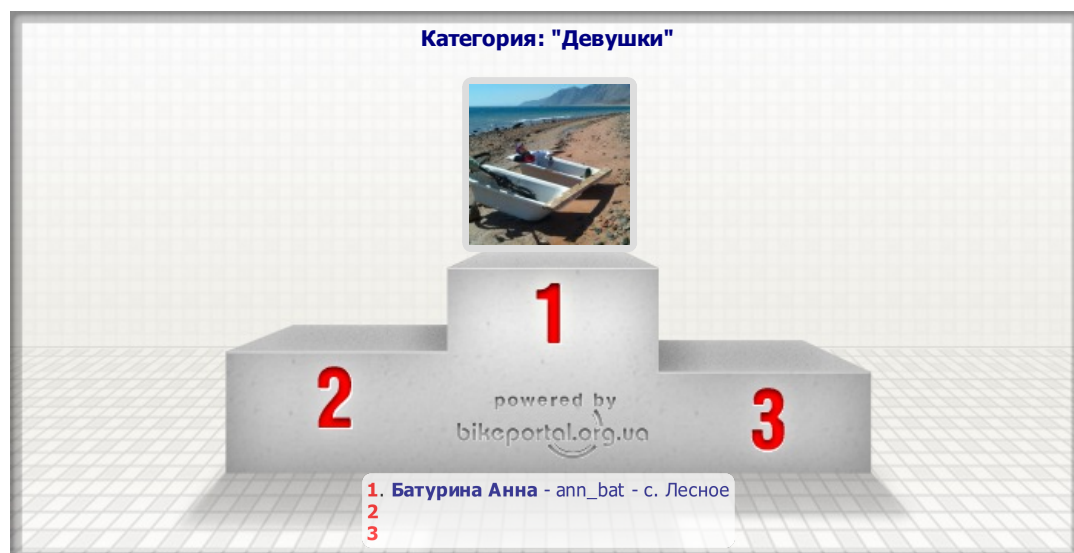 Категория: "Девушки"
1
2
3
powered by
bikeportal.org.ua
1. Батурина Анна - ann_bat - с. Лесное
2
3